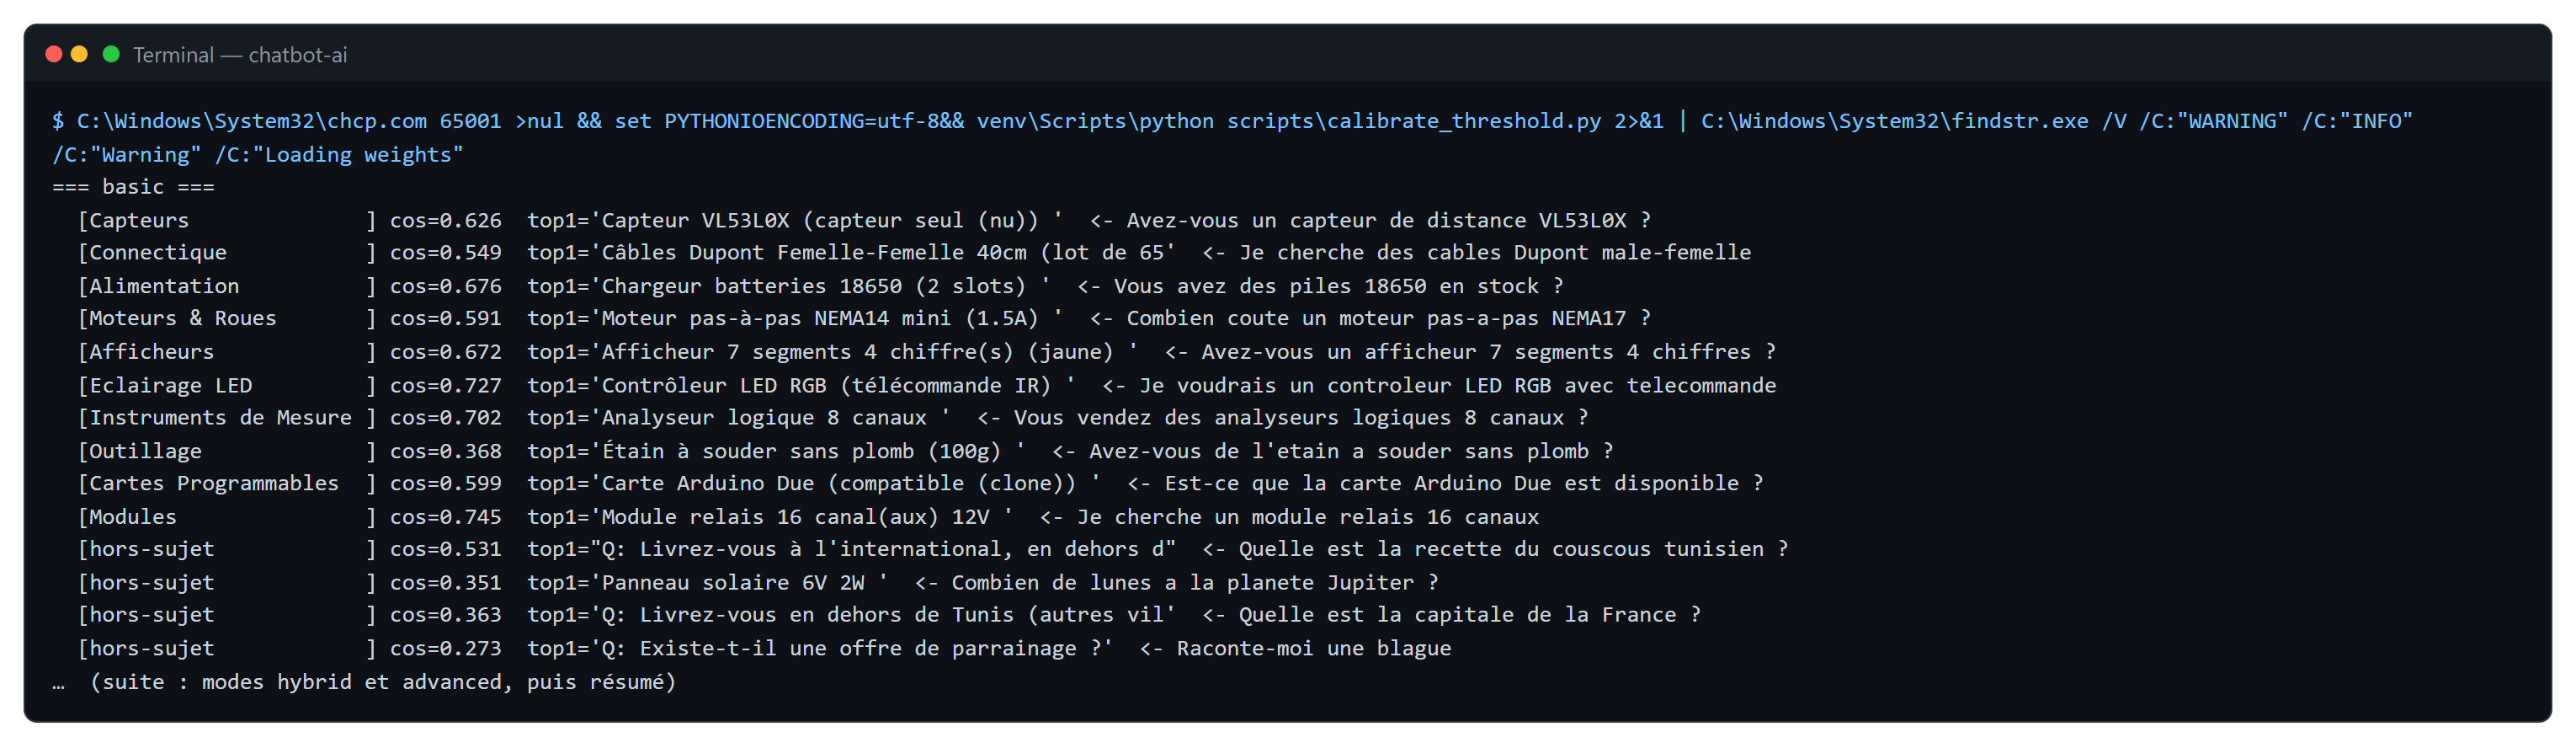 Terminal — chatbot-ai
$ C:\Windows\System32\chcp.com 65001 >nul && set PYTHONIOENCODING=utf-8&& venv\Scripts\python scripts\calibrate_threshold.py 2>&1 | C:\Windows\System32\findstr.exe /V /C:"WARNING" /C:"INFO"
/C:"Warning" /C:"Loading weights"
=== basic ===
  [Capteurs              ] cos=0.626  top1='Capteur VL53L0X (capteur seul (nu)) '  <- Avez-vous un capteur de distance VL53L0X ?
  [Connectique           ] cos=0.549  top1='Câbles Dupont Femelle-Femelle 40cm (lot de 65'  <- Je cherche des cables Dupont male-femelle
  [Alimentation          ] cos=0.676  top1='Chargeur batteries 18650 (2 slots) '  <- Vous avez des piles 18650 en stock ?
  [Moteurs & Roues       ] cos=0.591  top1='Moteur pas-à-pas NEMA14 mini (1.5A) '  <- Combien coute un moteur pas-a-pas NEMA17 ?
  [Afficheurs            ] cos=0.672  top1='Afficheur 7 segments 4 chiffre(s) (jaune) '  <- Avez-vous un afficheur 7 segments 4 chiffres ?
  [Eclairage LED         ] cos=0.727  top1='Contrôleur LED RGB (télécommande IR) '  <- Je voudrais un controleur LED RGB avec telecommande
  [Instruments de Mesure ] cos=0.702  top1='Analyseur logique 8 canaux '  <- Vous vendez des analyseurs logiques 8 canaux ?
  [Outillage             ] cos=0.368  top1='Étain à souder sans plomb (100g) '  <- Avez-vous de l'etain a souder sans plomb ?
  [Cartes Programmables  ] cos=0.599  top1='Carte Arduino Due (compatible (clone)) '  <- Est-ce que la carte Arduino Due est disponible ?
  [Modules               ] cos=0.745  top1='Module relais 16 canal(aux) 12V '  <- Je cherche un module relais 16 canaux
  [hors-sujet            ] cos=0.531  top1="Q: Livrez-vous à l'international, en dehors d"  <- Quelle est la recette du couscous tunisien ?
  [hors-sujet            ] cos=0.351  top1='Panneau solaire 6V 2W '  <- Combien de lunes a la planete Jupiter ?
  [hors-sujet            ] cos=0.363  top1='Q: Livrez-vous en dehors de Tunis (autres vil'  <- Quelle est la capitale de la France ?
  [hors-sujet            ] cos=0.273  top1='Q: Existe-t-il une offre de parrainage ?'  <- Raconte-moi une blague
…  (suite : modes hybrid et advanced, puis résumé)